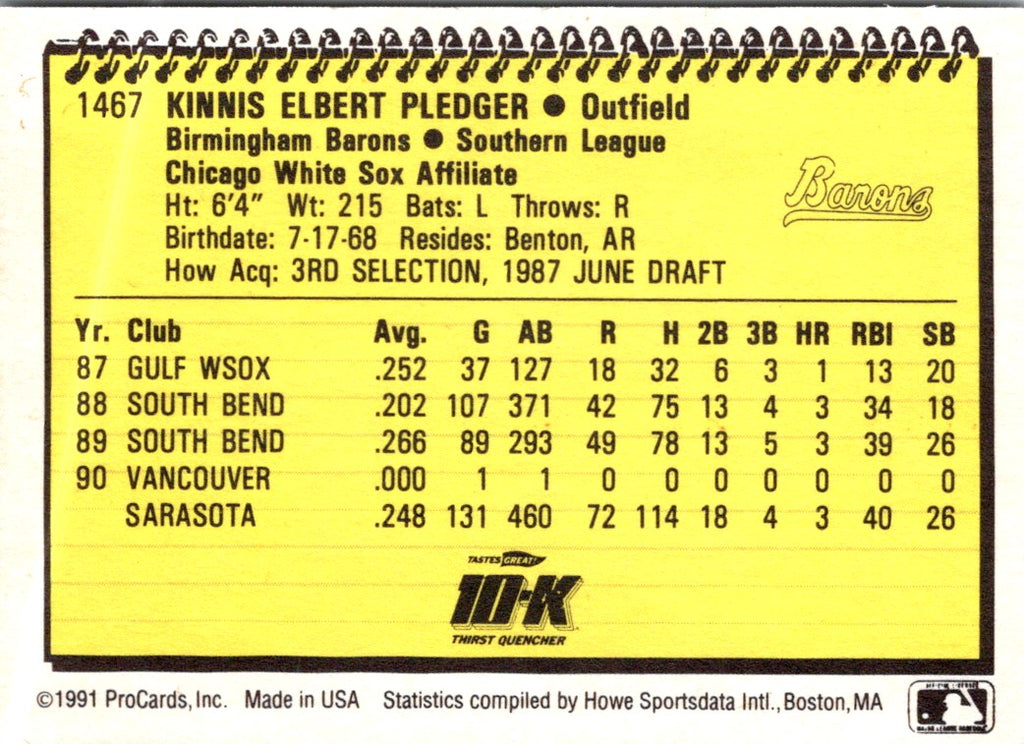 1467 KINNIS ELBERT PLEDGER ● Outfield
Birmingham Barons ● Southern League
Chicago White Sox Affiliate
Barons
Ht: 6'4" Wt: 215 Bats: L Throws: R
Birthdate: 7-17-68 Resides: Benton, AR
How Acq: 3RD SELECTION, 1987 JUNE DRAFT
Yr. Club Avg. G AB R H 2B 3B HR RBI SB
87 GULF WSOX .252 37 127 18 32 6 3 1 13 20
88 SOUTH BEND .202 107 371 42 75 13 4 3 34 18
89 SOUTH BEND .266 89 293 49 78 13 5 3 39 26
90 VANCOUVER .000 1 1 0 0 0 0 0 0 0
SARASOTA .248 131 460 72 114 18 4 3 40 26
TASTES GREAT!
10-K
THIRST QUENCHER
©1991 ProCards, Inc. Made in USA Statistics compiled by Howe Sportsdata Intl., Boston, MA